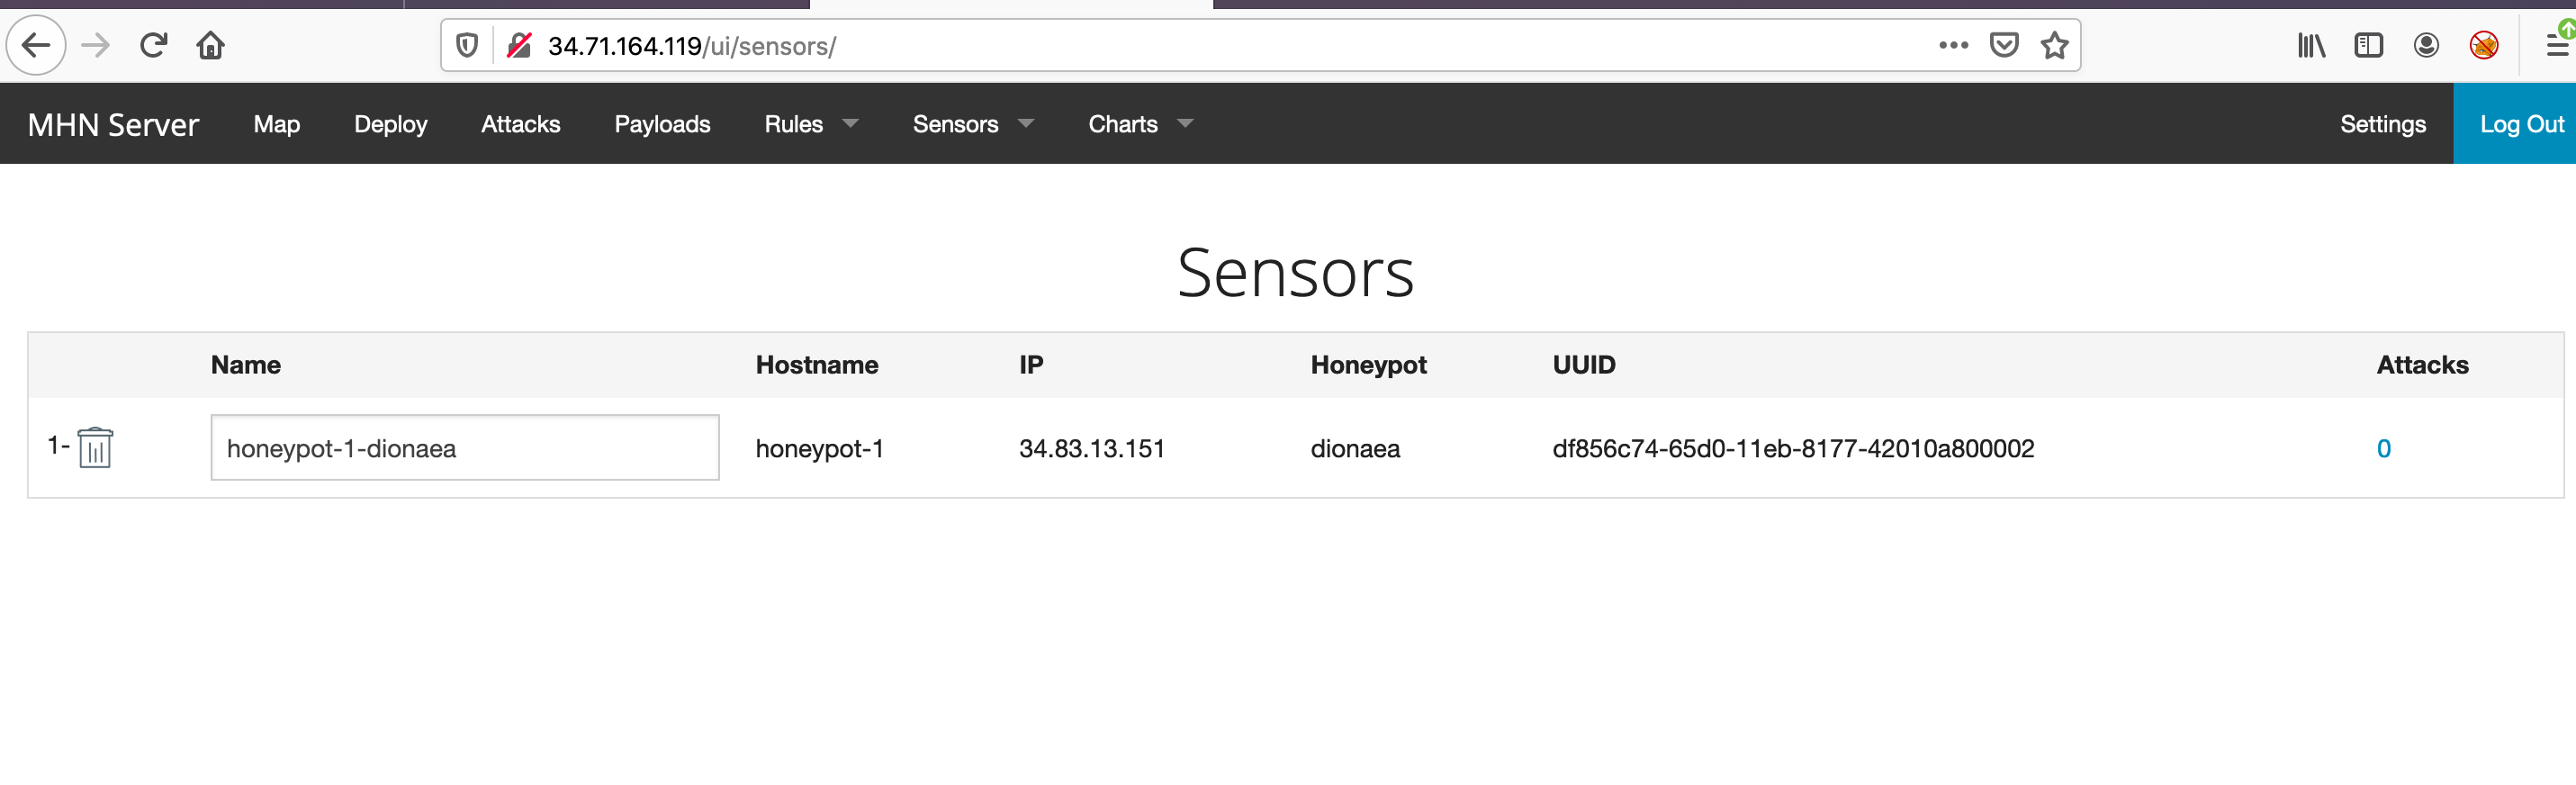 34.71.164.119/ui/sensors/
MHN Server Map Deploy Attacks Payloads Rules Sensors Charts Settings Log Out
Sensors
Name Hostname IP Honeypot UUID Attacks
1- honeypot-1-dionaea honeypot-1 34.83.13.151 dionaea df856c74-65d0-11eb-8177-42010a800002 0